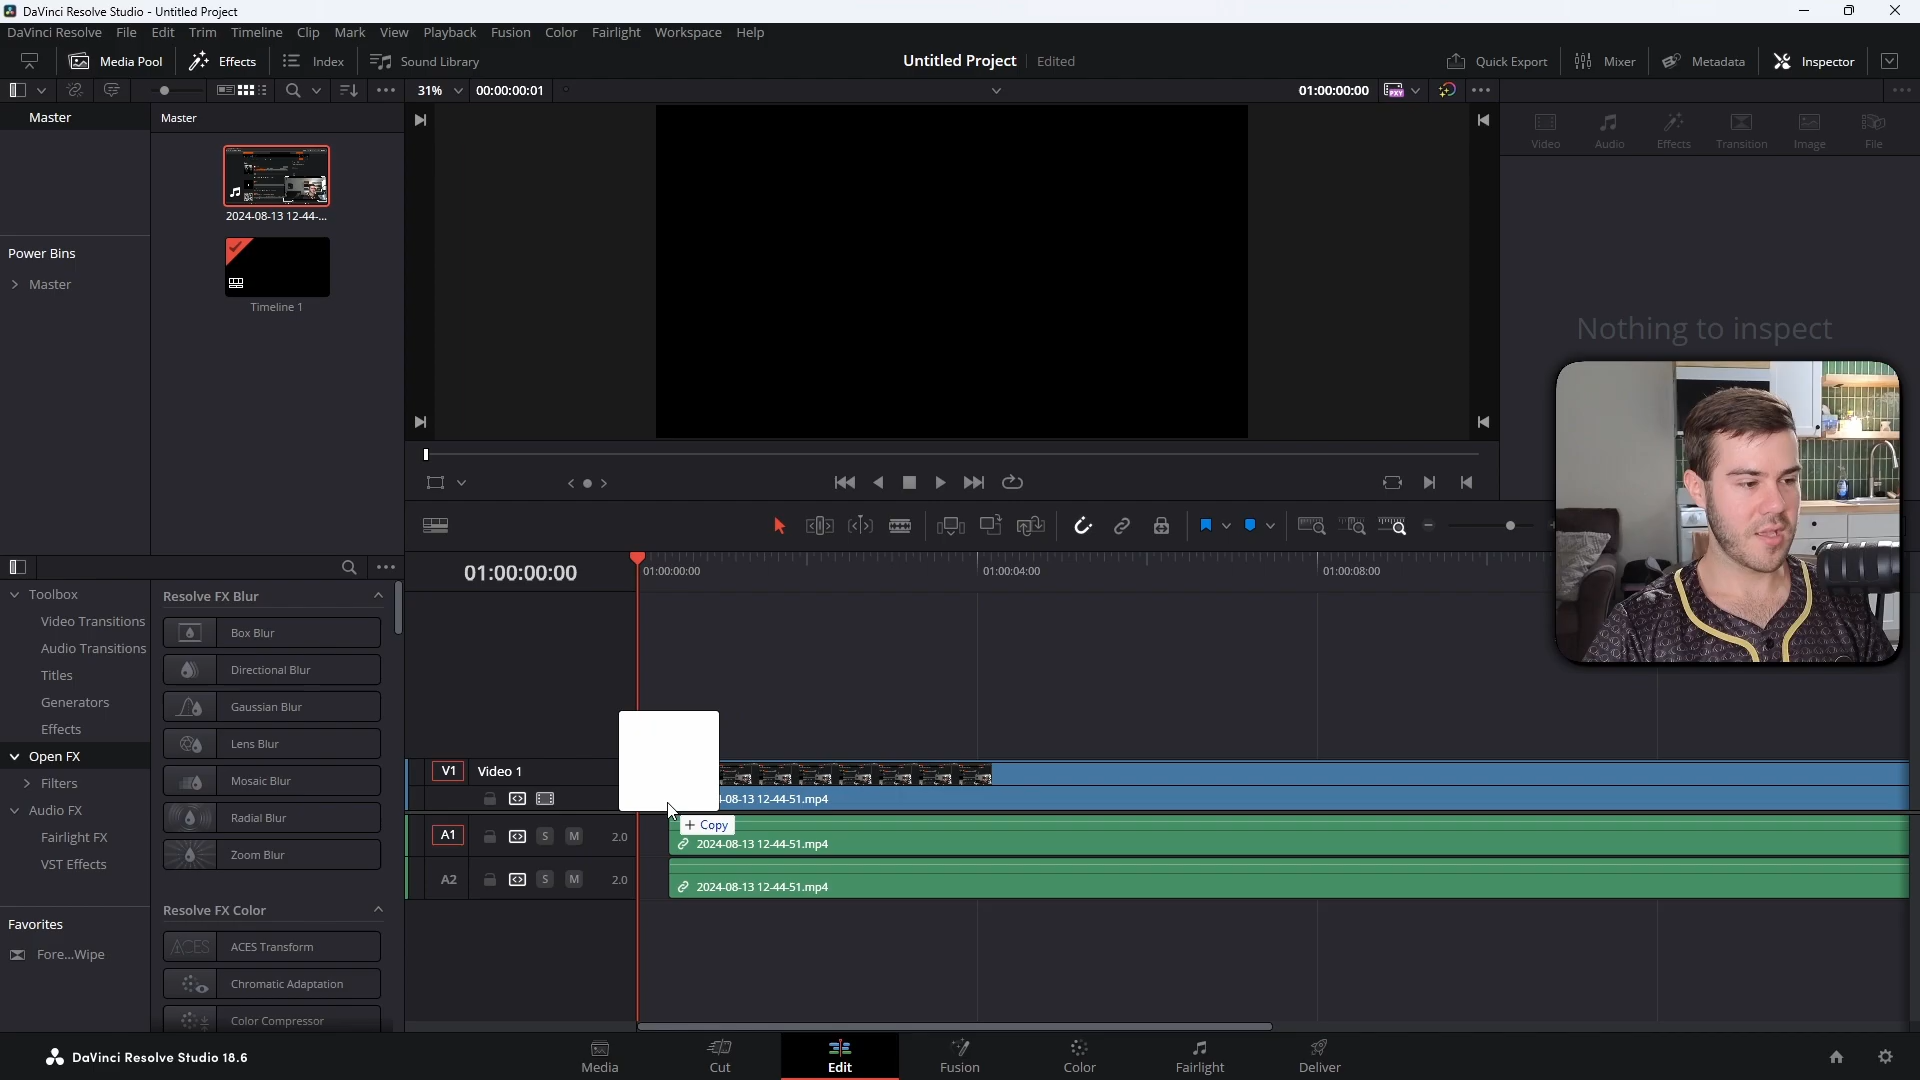 DaVinci Resolve Studio - Untitled Project
DaVinci Resolve File Edit Trim Timeline Clip Mark View Playback Fusion Color Fairlight Workspace Help
Media Pool Effects Index Sound Library Untitled Project Edited Quick Export Mixer Metadata Inspector
31% 00:00:00:01 01:00:00:00 PXY
Master Master
Video Audio Effects Transition Image File
2024-08-13 12-44-...
Power Bins
Master
Timeline 1
Nothing to inspect
01:00:00:00 01:00:00:00 01:00:04:00 01:00:08:00
Toolbox
Video Transitions
Audio Transitions
Titles
Generators
Effects
Open FX
Filters
Audio FX
Fairlight FX
VST Effects
Favorites
Fore...Wipe
Resolve FX Blur
Box Blur
Directional Blur
Gaussian Blur
Lens Blur
Mosaic Blur
Radial Blur
Zoom Blur
Resolve FX Color
ACES ACES Transform
Chromatic Adaptation
Color Compressor
V1 Video 1
-08-13 12-44-51.mp4
+ Copy
A1 S M 2.0 2024-08-13 12-44-51.mp4
A2 S M 2.0 2024-08-13 12-44-51.mp4
DaVinci Resolve Studio 18.6
Media Cut Edit Fusion Color Fairlight Deliver